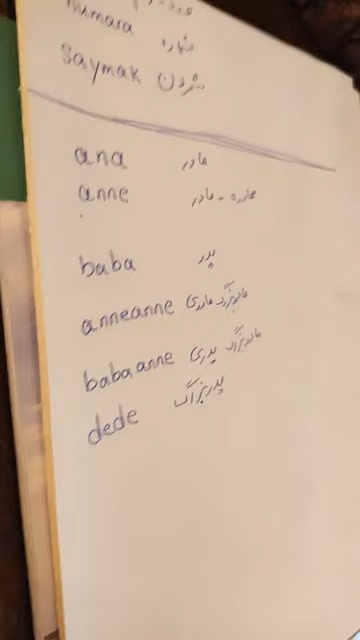 numara شماره
saymak شمردن
ana مادر
anne مادر
baba پدر
anneanne مادربزرگ مادری
babaanne مادربزرگ پدری
dede پدربزرگ